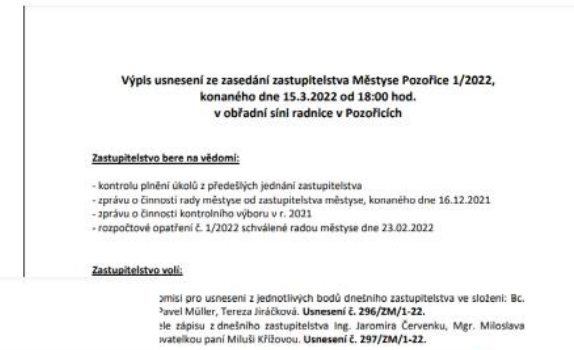 Výpis usnesení ze zasedání zastupitelstva Městyse Pozořice 1/2022,
konaného dne 15.3.2022 od 18:00 hod.
v obřadní síni radnice v Pozořicích
Zastupitelstvo bere na vědomí:
- kontrolu plnění úkolů z předešlých jednání zastupitelstva
- zprávu o činnosti rady městyse od zastupitelstva městyse, konaného dne 16.12.2021
- zprávu o činnosti kontrolního výboru v r. 2021
- rozpočtové opatření č. 1/2022 schválené radou městyse dne 23.02.2022
Zastupitelstvo volí:
pro usnesení z jednotlivých bodů dnešního zastupitelstva ve složení: Bc.
Pavel Müller, Tereza Jiráčková. Usnesení č. 296/ZM/1-22.
zápisu z dnešního zastupitelstva Ing. Jaromíra Červenku, Mgr. Miloslava
paní Miluši Křížovou. Usnesení č. 297/ZM/1-22.